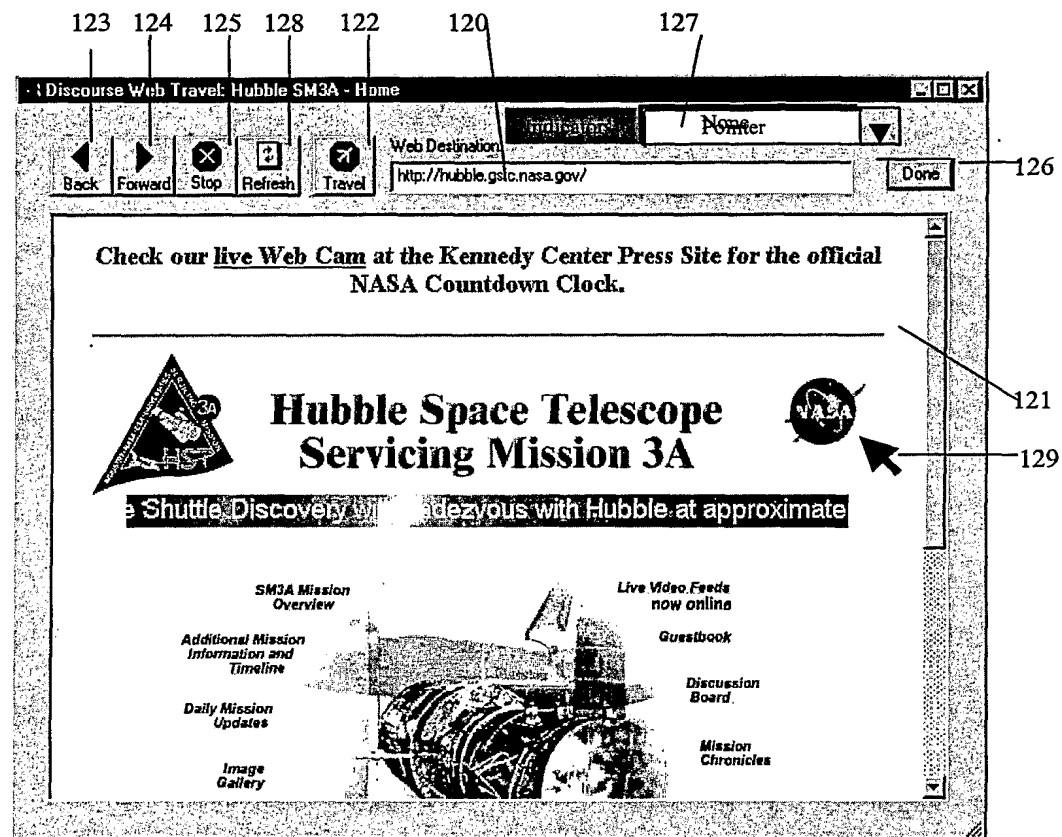 123 124 125 128 122 120 127
Discourse Web Travel: Hubble SM3A - Home
Indicator Pointer
Web Destination:
Back Forward Stop Refresh Travel http://hubble.gsfc.nasa.gov/ Done 126
Check our live Web Cam at the Kennedy Center Press Site for the official
NASA Countdown Clock.
121
3A
HST
NASA
Hubble Space Telescope
Servicing Mission 3A
129
e Shuttle Discovery with Hubble at approximate
SM3A Mission
Overview
Additional Mission
Information and
Timeline
Daily Mission
Updates
Image
Gallery
Live Video Feeds
now online
Guestbook
Discussion
Board
Mission
Chronicles